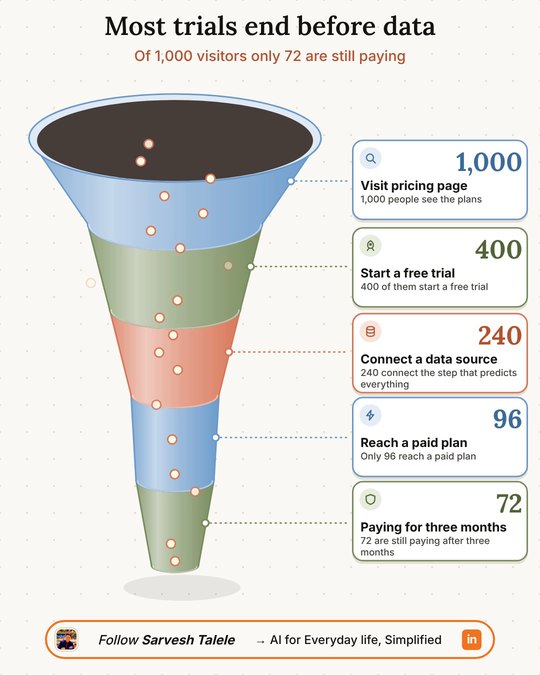 Most trials end before data
Of 1,000 visitors only 72 are still paying
1,000
Visit pricing page
1,000 people see the plans
400
Start a free trial
400 of them start a free trial
240
Connect a data source
240 connect the step that predicts
everything
96
Reach a paid plan
Only 96 reach a paid plan
72
Paying for three months
72 are still paying after three
months
Follow Sarvesh Talele → AI for Everyday life, Simplified in